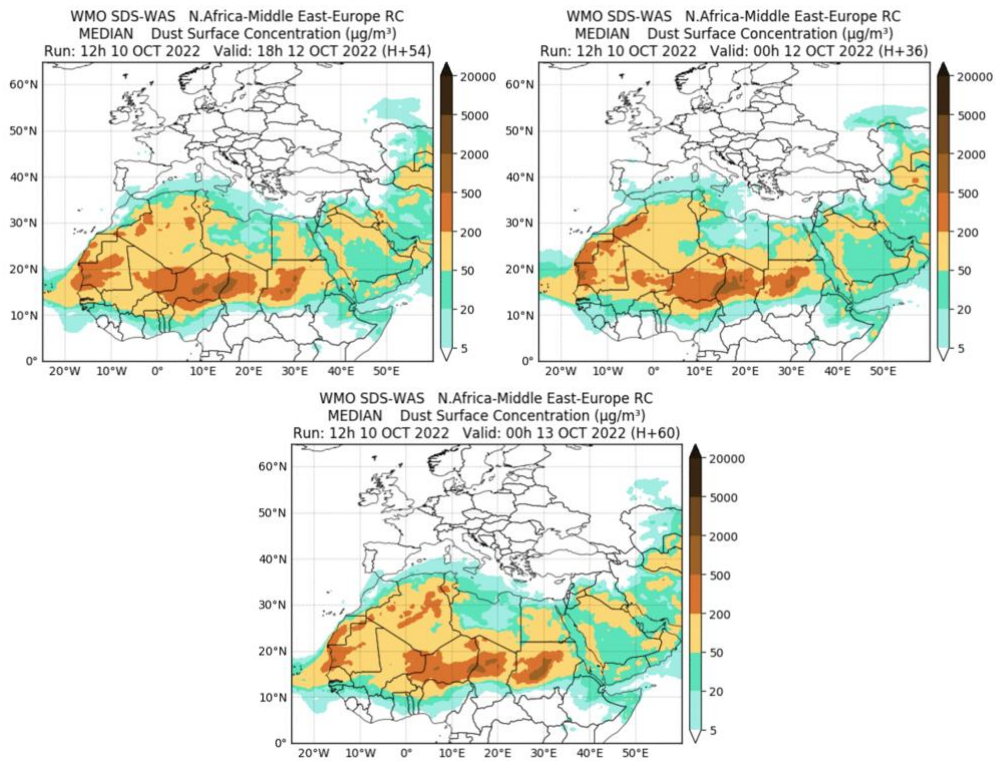 WMO SDS-WAS N.Africa-Middle East-Europe RC
MEDIAN Dust Surface Concentration (µg/m³)
Run: 12h 10 OCT 2022 Valid: 18h 12 OCT 2022 (H+54)
60°N
50°N
40°N
30°N
20°N
10°N
0°
20°W 10°W 0° 10°E 20°E 30°E 40°E 50°E
20000
5000
2000
500
200
50
20
5
WMO SDS-WAS N.Africa-Middle East-Europe RC
MEDIAN Dust Surface Concentration (µg/m³)
Run: 12h 10 OCT 2022 Valid: 00h 12 OCT 2022 (H+36)
60°N
50°N
40°N
30°N
20°N
10°N
0°
20°W 10°W 0° 10°E 20°E 30°E 40°E 50°E
20000
5000
2000
500
200
50
20
5
WMO SDS-WAS N.Africa-Middle East-Europe RC
MEDIAN Dust Surface Concentration (µg/m³)
Run: 12h 10 OCT 2022 Valid: 00h 13 OCT 2022 (H+60)
60°N
50°N
40°N
30°N
20°N
10°N
0°
20°W 10°W 0° 10°E 20°E 30°E 40°E 50°E
20000
5000
2000
500
200
50
20
5